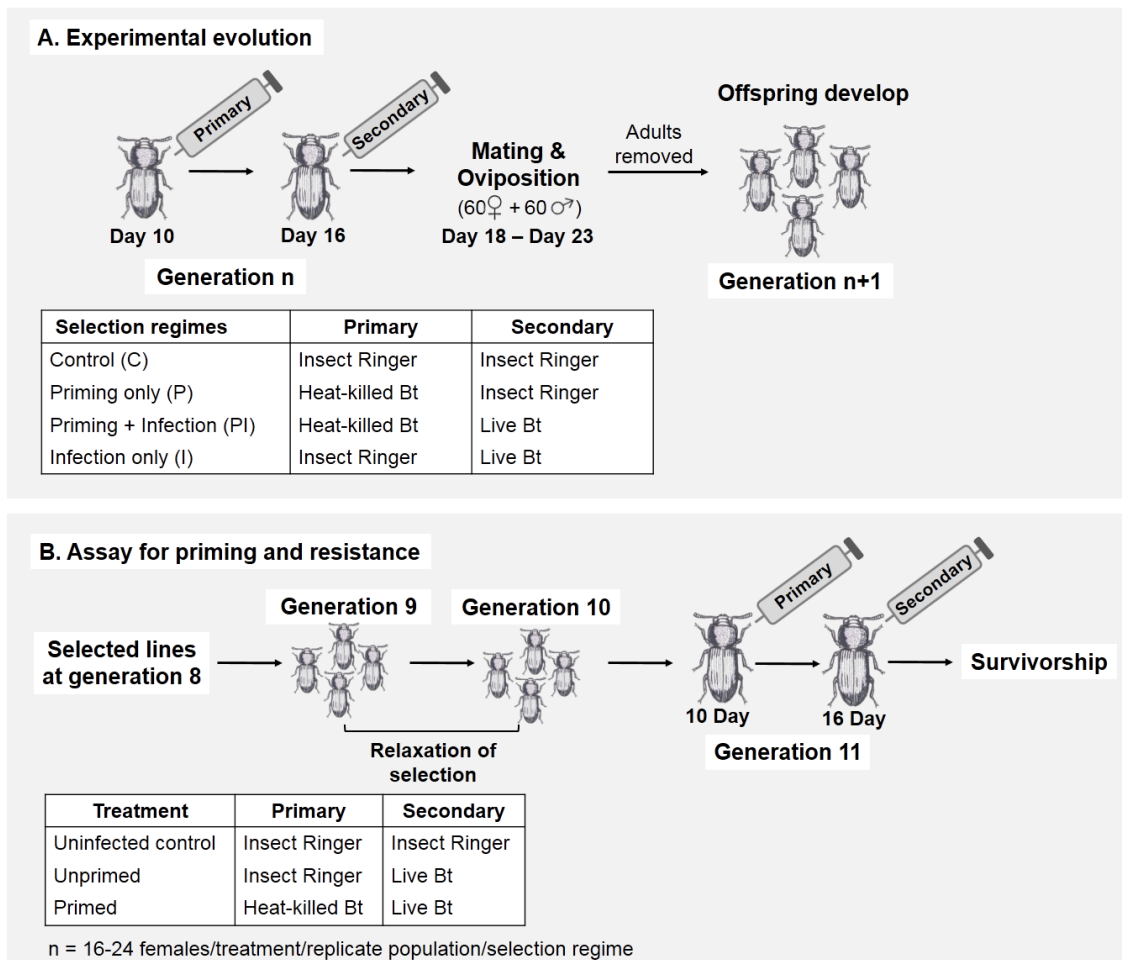 A. Experimental evolution
Primary
Secondary
Day 10
Day 16
Generation n
Mating &
Oviposition
(60♀ + 60♂)
Day 18 – Day 23
Adults
removed
Offspring develop
Generation n+1
Selection regimes Primary Secondary
Control (C) Insect Ringer Insect Ringer
Priming only (P) Heat-killed Bt Insect Ringer
Priming + Infection (PI) Heat-killed Bt Live Bt
Infection only (I) Insect Ringer Live Bt
B. Assay for priming and resistance
Selected lines
at generation 8
Generation 9
Generation 10
Relaxation of
selection
Primary
Secondary
10 Day
16 Day
Generation 11
Survivorship
Treatment Primary Secondary
Uninfected control Insect Ringer Insect Ringer
Unprimed Insect Ringer Live Bt
Primed Heat-killed Bt Live Bt
n = 16-24 females/treatment/replicate population/selection regime